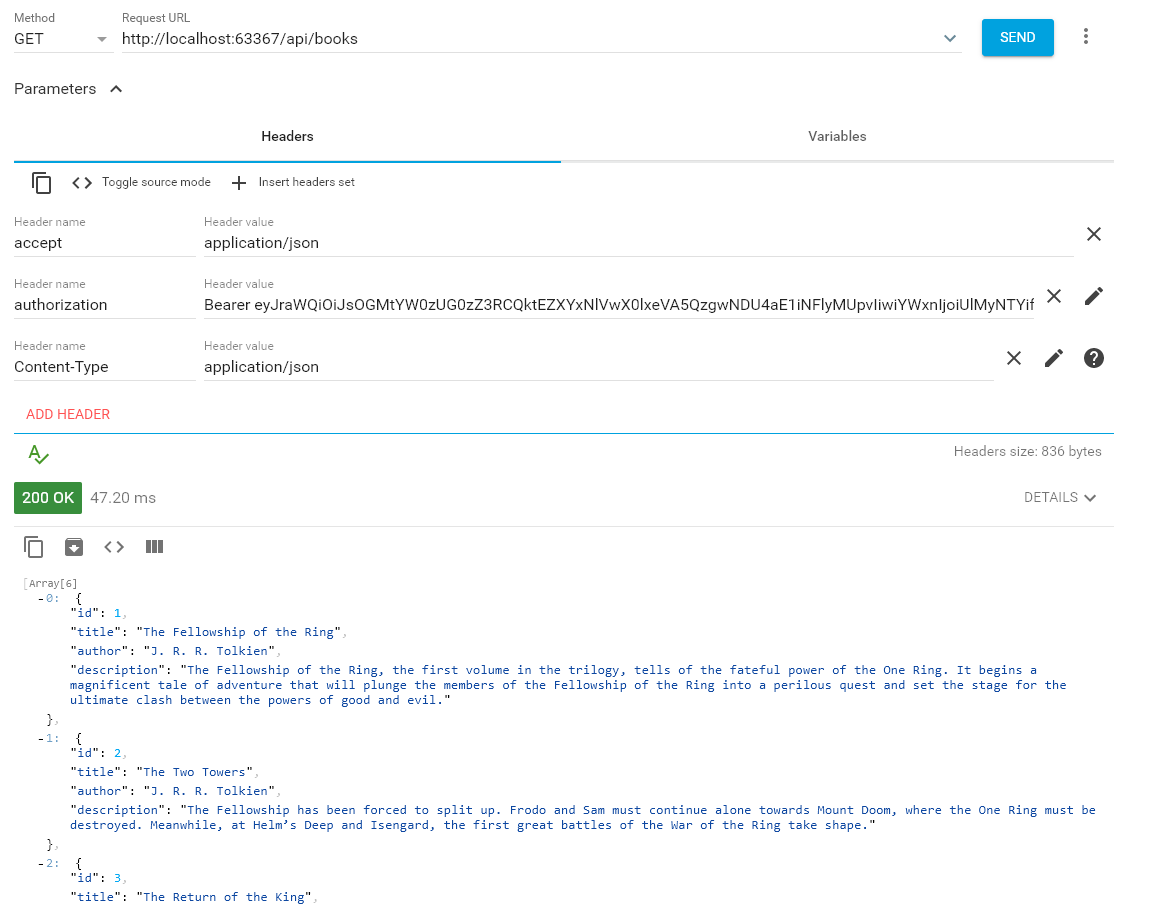 Method Request URL
GET http://localhost:63367/api/books SEND
Parameters
Headers Variables
Toggle source mode Insert headers set
Header name Header value
accept application/json
Header name Header value
authorization Bearer eyJraWQiOiJsOGMtYW0zUG0zZ3RCQktEZXYxNlVwX0lxeVA5QzgwNDU4aE1iNFlyMUpvIiwiYWxnIjoiUlMyNTYif
Header name Header value
Content-Type application/json
ADD HEADER
Headers size: 836 bytes
200 OK 47.20 ms DETAILS
[Array[6]
-0: {
"id": 1,
"title": "The Fellowship of the Ring",
"author": "J. R. R. Tolkien",
"description": "The Fellowship of the Ring, the first volume in the trilogy, tells of the fateful power of the One Ring. It begins a
magnificent tale of adventure that will plunge the members of the Fellowship of the Ring into a perilous quest and set the stage for the
ultimate clash between the powers of good and evil."
},
-1: {
"id": 2,
"title": "The Two Towers",
"author": "J. R. R. Tolkien",
"description": "The Fellowship has been forced to split up. Frodo and Sam must continue alone towards Mount Doom, where the One Ring must be
destroyed. Meanwhile, at Helm’s Deep and Isengard, the first great battles of the War of the Ring take shape."
},
-2: {
"id": 3,
"title": "The Return of the King",